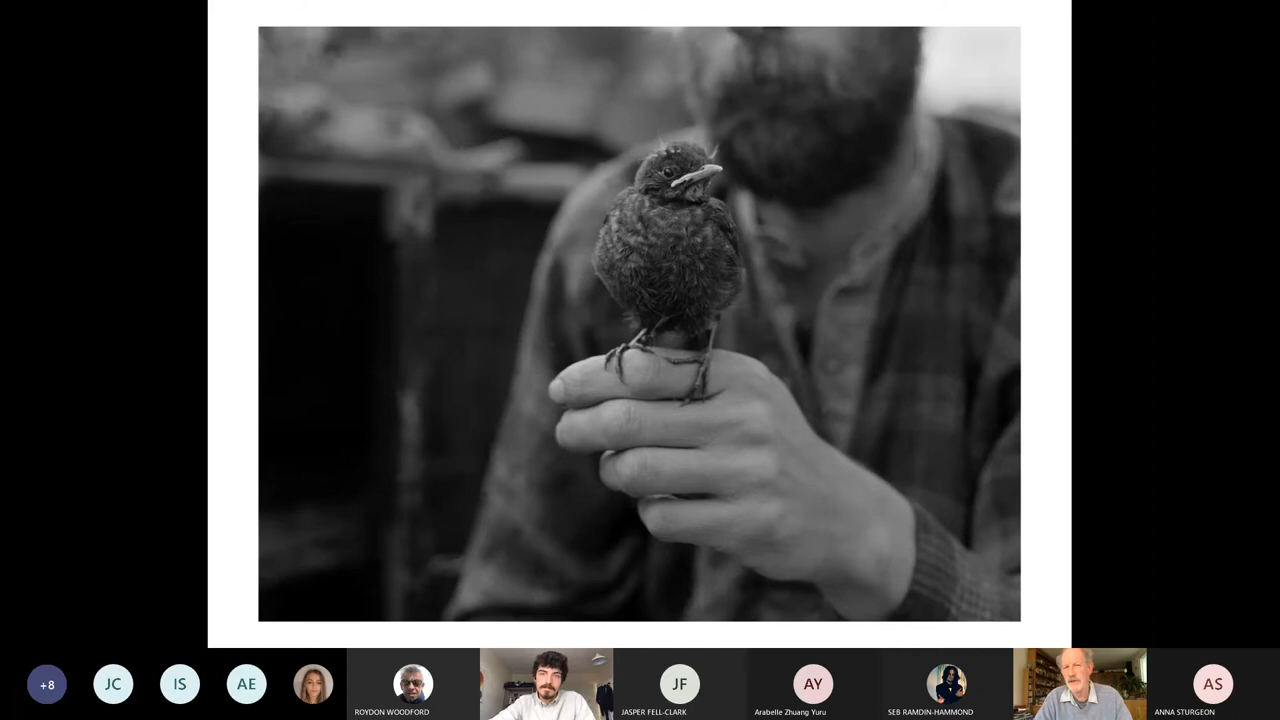 +8
JC
IS
AE
ROYDON WOODFORD
JF
JASPER FELL-CLARK
AY
Arabelle Zhuang Yuru
SEB RAMDIN-HAMMOND
AS
ANNA STURGEON